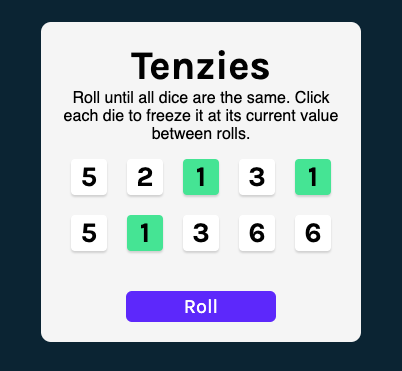 Tenzies
Roll until all dice are the same. Click
each die to freeze it at its current value
between rolls.
5 2 1 3 1
5 1 3 6 6
Roll